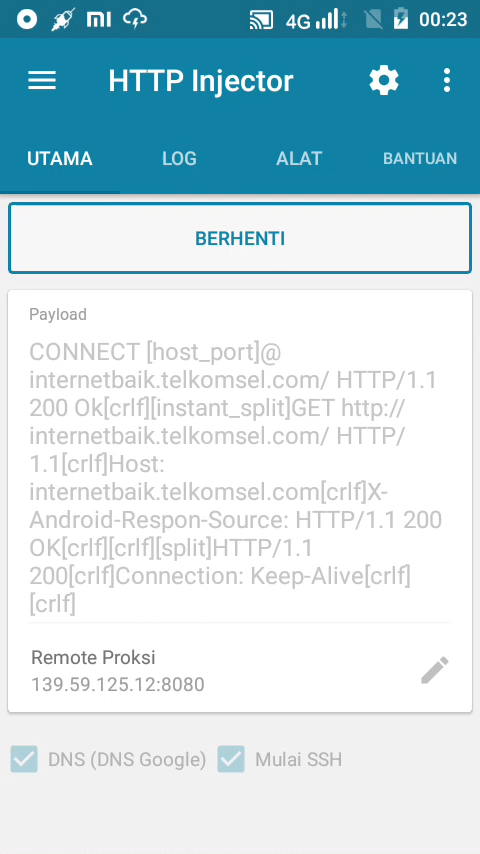 4G 00:23
HTTP Injector
UTAMA LOG ALAT BANTUAN
BERHENTI
Payload
CONNECT [host_port]@
internetbaik.telkomsel.com/ HTTP/1.1
200 Ok[crlf][instant_split]GET http://
internetbaik.telkomsel.com/ HTTP/
1.1[crlf]Host:
internetbaik.telkomsel.com[crlf]X-
Android-Respon-Source: HTTP/1.1 200
OK[crlf][crlf][split]HTTP/1.1
200[crlf]Connection: Keep-Alive[crlf]
[crlf]
Remote Proksi
139.59.125.12:8080
DNS (DNS Google) Mulai SSH